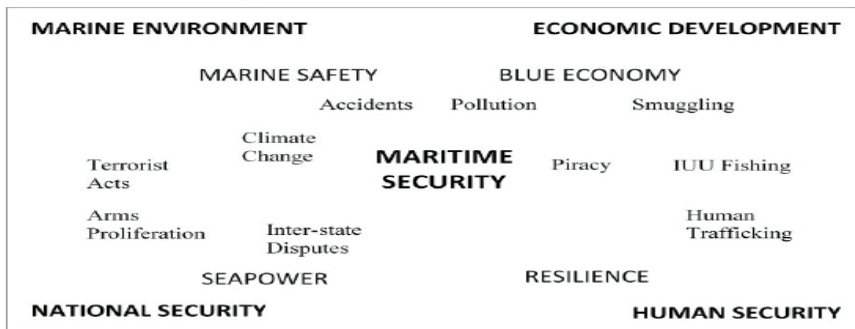 MARINE ENVIRONMENT ECONOMIC DEVELOPMENT
MARINE SAFETY BLUE ECONOMY
Accidents Pollution Smuggling
Climate
Change
MARITIME
SECURITY
Terrorist
Acts
Piracy IUU Fishing
Arms
Proliferation
Inter-state
Disputes
Human
Trafficking
SEAPOWER RESILIENCE
NATIONAL SECURITY HUMAN SECURITY